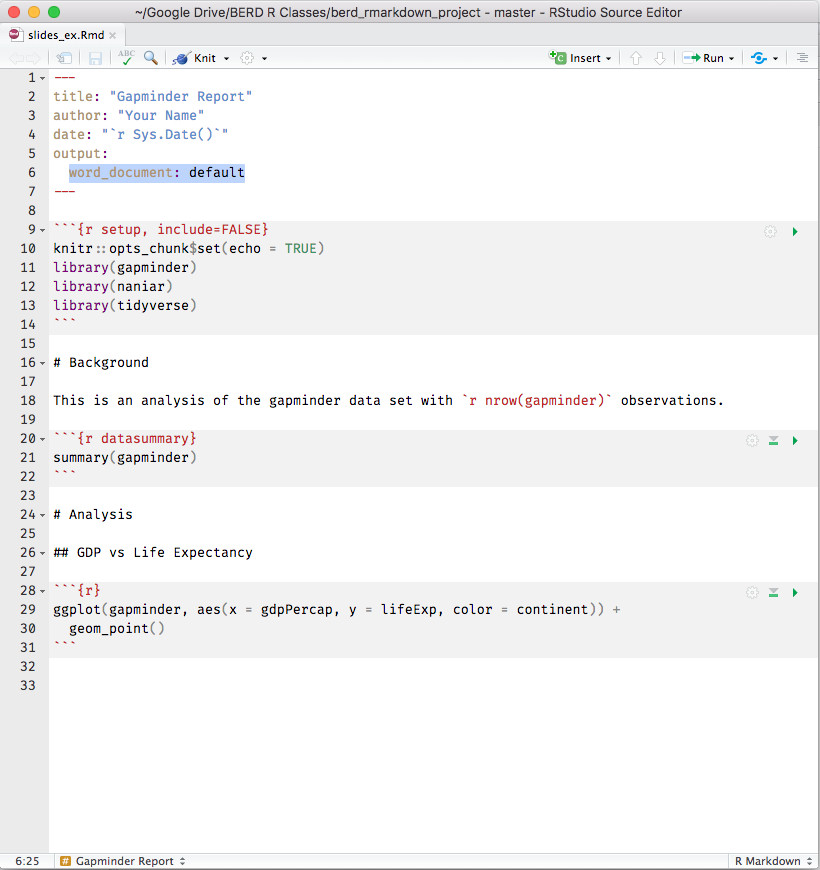 ~/Google Drive/BERD R Classes/berd_rmarkdown_project - master - RStudio Source Editor
slides_ex.Rmd
ABC Knit Insert Run
1 ---
2 title: "Gapminder Report"
3 author: "Your Name"
4 date: "`r Sys.Date()`"
5 output:
6   word_document: default
7 ---
8
9 ```{r setup, include=FALSE}
10 knitr::opts_chunk$set(echo = TRUE)
11 library(gapminder)
12 library(naniar)
13 library(tidyverse)
14 ```
15
16 # Background
17
18 This is an analysis of the gapminder data set with `r nrow(gapminder)` observations.
19
20 ```{r datasummary}
21 summary(gapminder)
22 ```
23
24 # Analysis
25
26 ## GDP vs Life Expectancy
27
28 ```{r}
29 ggplot(gapminder, aes(x = gdpPercap, y = lifeExp, color = continent)) +
30   geom_point()
31 ```
32
33
6:25 # Gapminder Report R Markdown